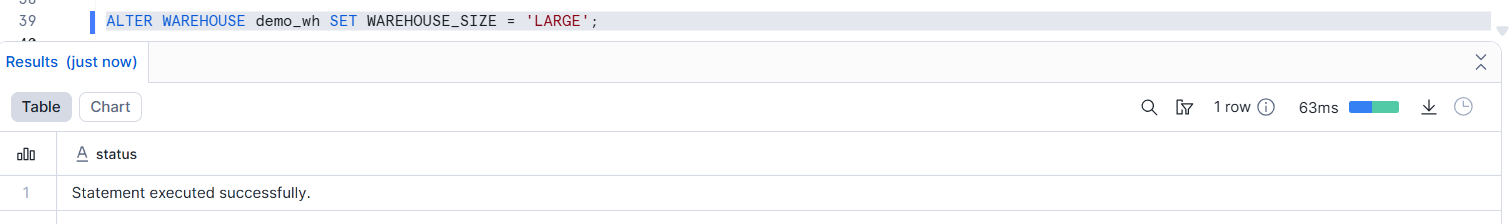 39 ALTER WAREHOUSE demo_wh SET WAREHOUSE_SIZE = 'LARGE';
Results (just now)
Table Chart 1 row 63ms
A status
1 Statement executed successfully.